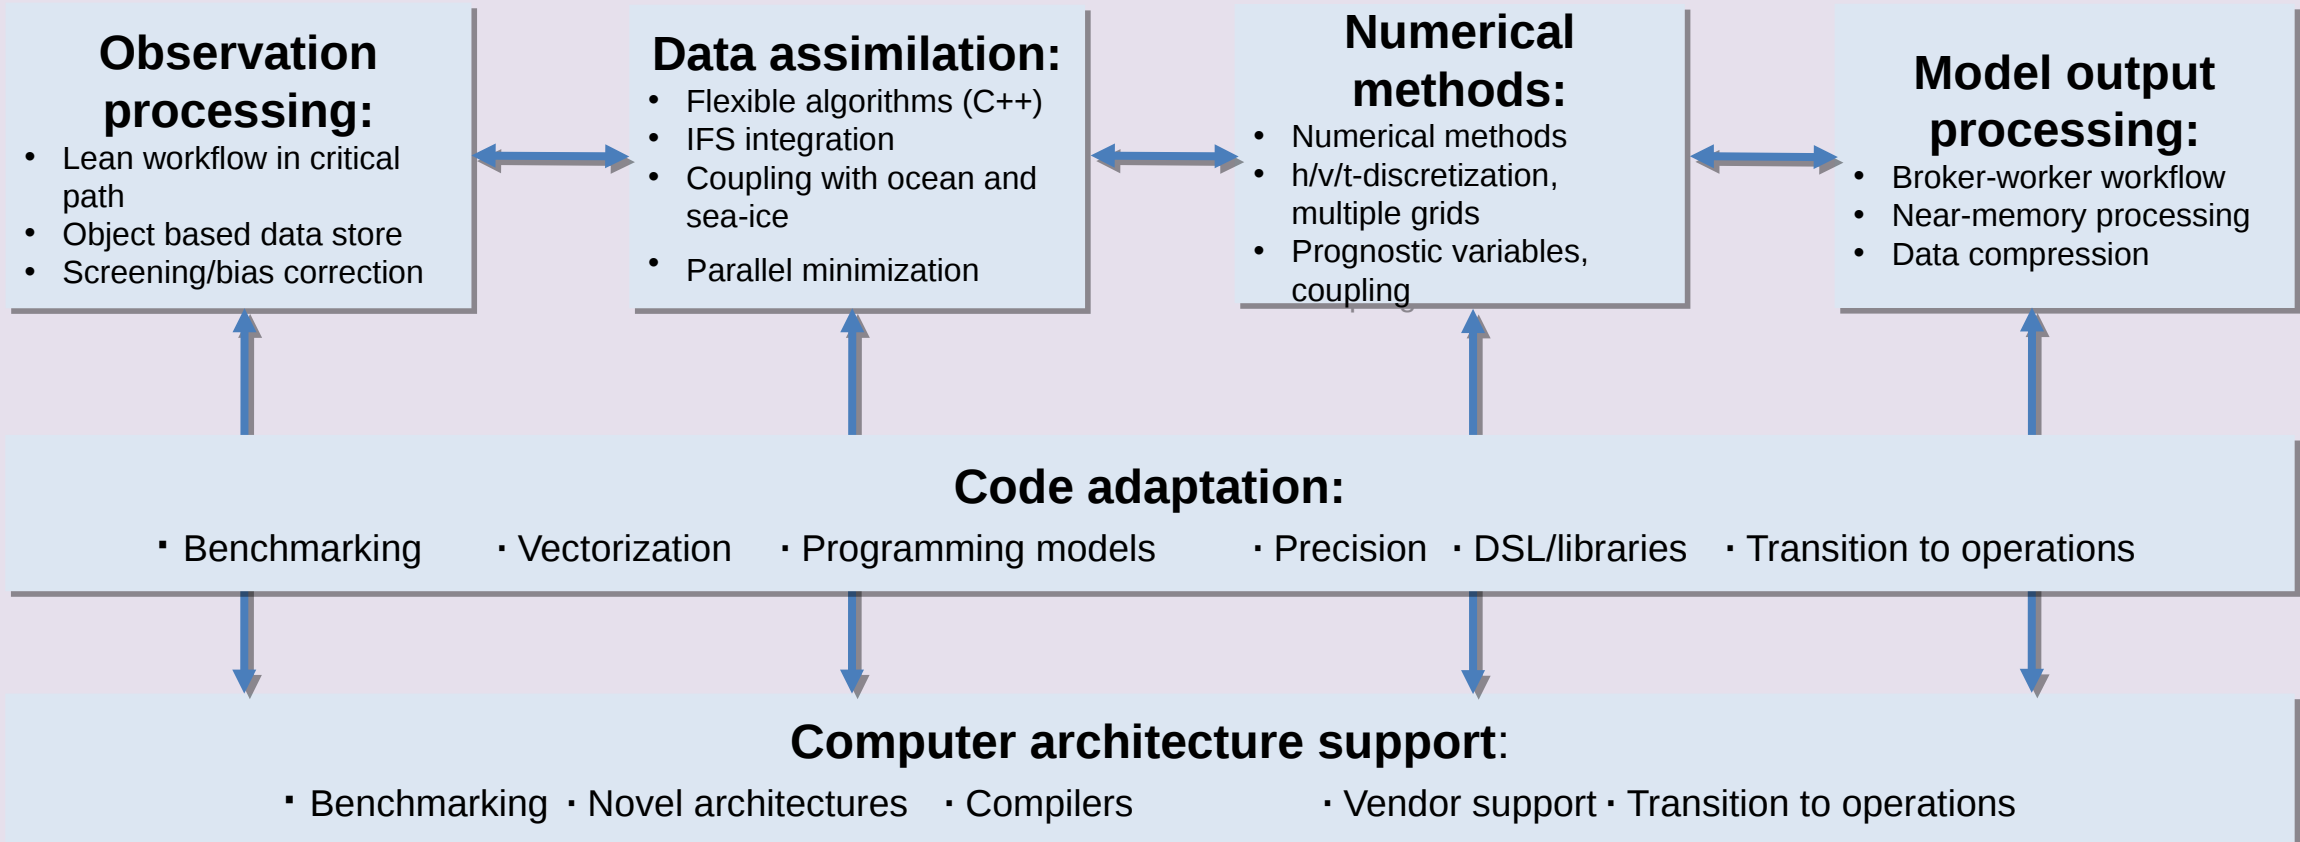 Observation
processing:
• Lean workflow in critical
path
• Object based data store
• Screening/bias correction
Data assimilation:
• Flexible algorithms (C++)
• IFS integration
• Coupling with ocean and
sea-ice
• Parallel minimization
Numerical
methods:
• Numerical methods
• h/v/t-discretization,
multiple grids
• Prognostic variables,
coupling
Model output
processing:
• Broker-worker workflow
• Near-memory processing
• Data compression
Code adaptation:
· Benchmarking · Vectorization · Programming models · Precision · DSL/libraries · Transition to operations
Computer architecture support:
· Benchmarking · Novel architectures · Compilers · Vendor support · Transition to operations